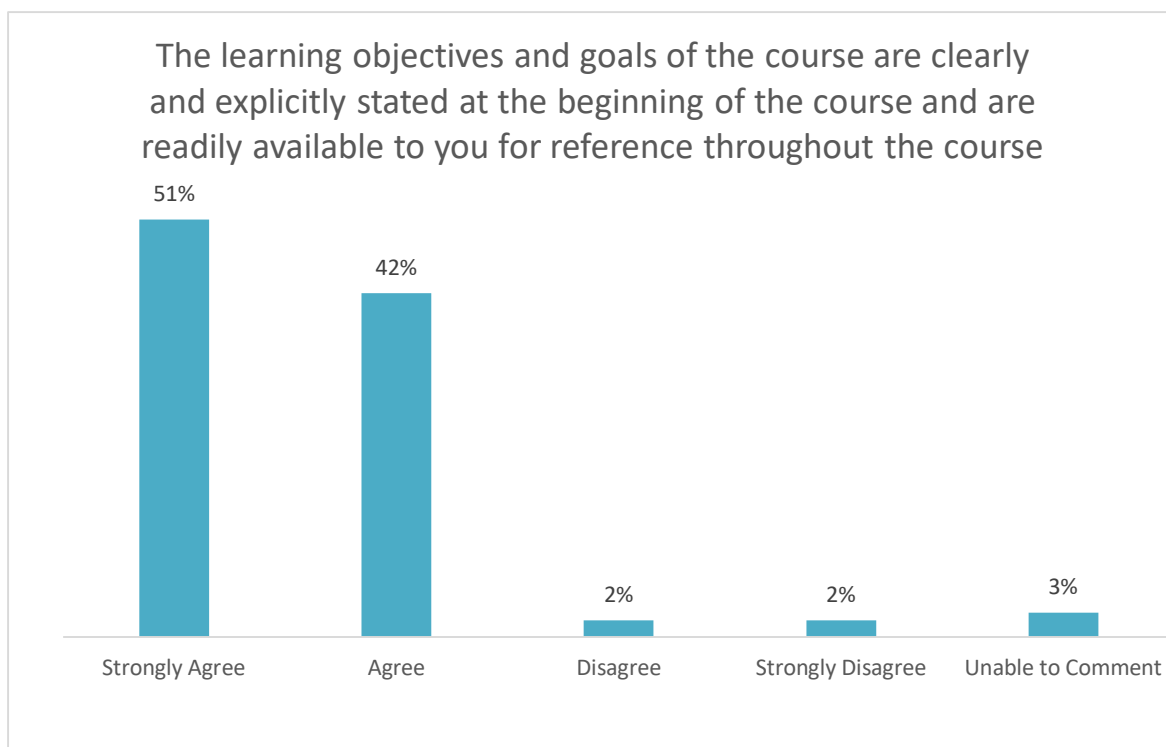 The learning objectives and goals of the course are clearly
and explicitly stated at the beginning of the course and are
readily available to you for reference throughout the course
51%
42%
2%
2%
3%
Strongly Agree
Agree
Disagree
Strongly Disagree
Unable to Comment